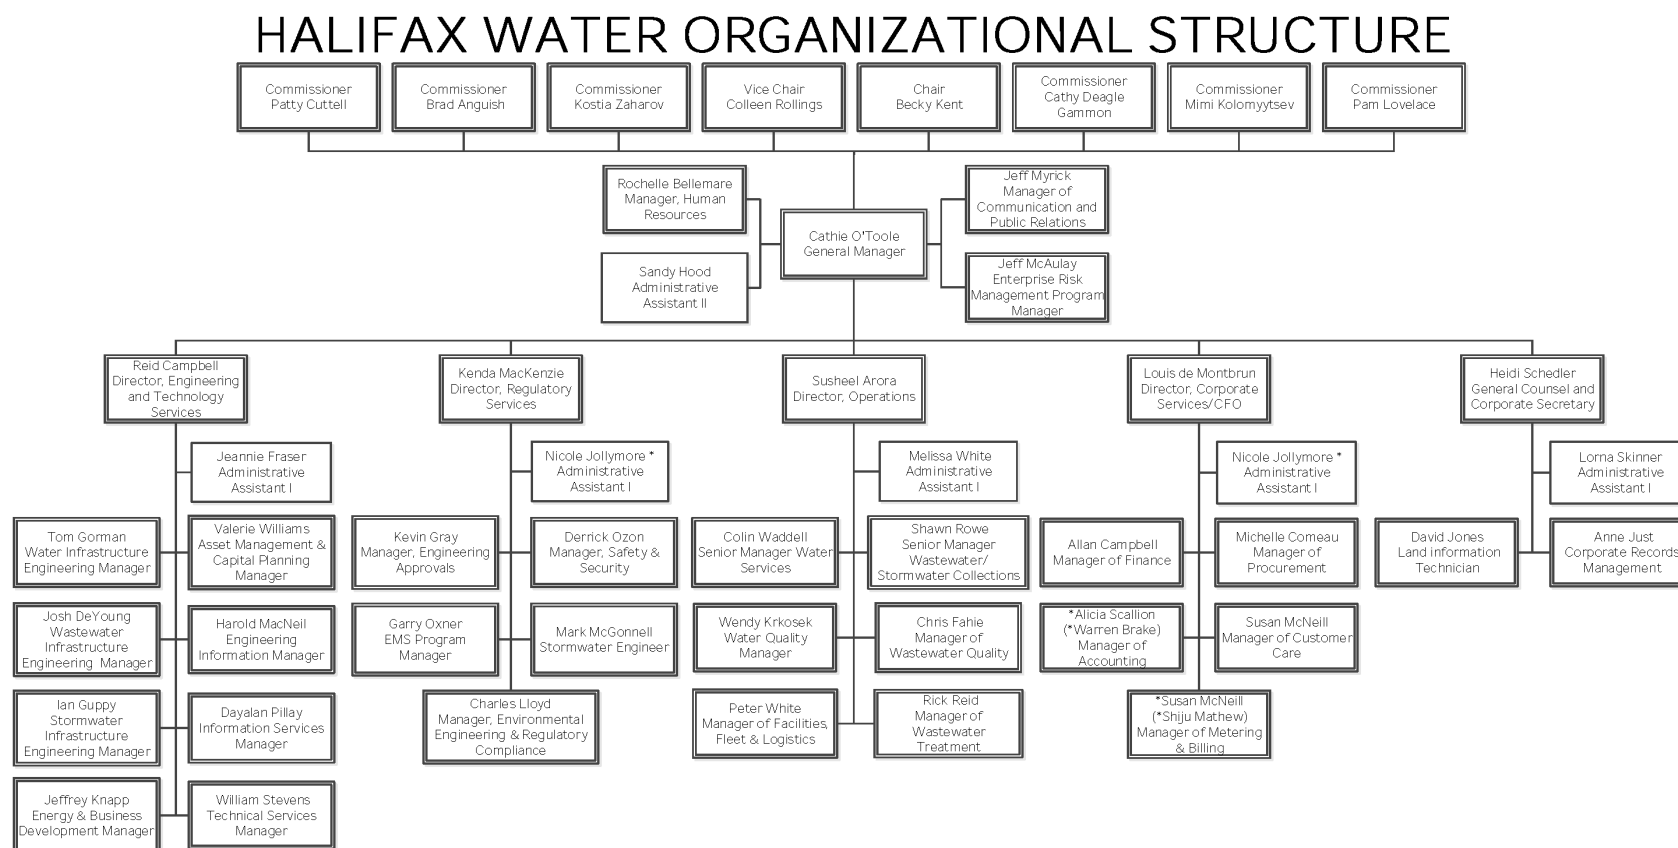 HALIFAX WATER ORGANIZATIONAL STRUCTURE
Commissioner
Patty Cuttell
Commissioner
Brad Anguish
Commissioner
Kostia Zaharov
Vice Chair
Colleen Rollings
Chair
Becky Kent
Commissioner
Cathy Deagle
Gammon
Commissioner
Mimi Kolomyytsev
Commissioner
Pam Lovelace
Rochelle Bellemare
Manager, Human
Resources
Jeff Myrick
Manager of
Communication and
Public Relations
Cathie O'Toole
General Manager
Sandy Hood
Administrative
Assistant II
Jeff McAulay
Enterprise Risk
Management Program
Manager
Reid Campbell
Director, Engineering
and Technology
Services
Kenda MacKenzie
Director, Regulatory
Services
Susheel Arora
Director, Operations
Louis de Montbrun
Director, Corporate
Services/CFO
Heidi Schedler
General Counsel and
Corporate Secretary
Jeannie Fraser
Administrative
Assistant I
Nicole Jollymore *
Administrative
Assistant I
Melissa White
Administrative
Assistant I
Nicole Jollymore *
Administrative
Assistant I
Lorna Skinner
Administrative
Assistant I
Tom Gorman
Water Infrastructure
Engineering Manager
Valerie Williams
Asset Management &
Capital Planning
Manager
Kevin Gray
Manager, Engineering
Approvals
Derrick Ozon
Manager, Safety &
Security
Colin Waddell
Senior Manager Water
Services
Shawn Rowe
Senior Manager
Wastewater/
Stormwater Collections
Allan Campbell
Manager of Finance
Michelle Comeau
Manager of
Procurement
David Jones
Land information
Technician
Anne Just
Corporate Records
Management
Josh DeYoung
Wastewater
Infrastructure
Engineering Manager
Harold MacNeil
Engineering
Information Manager
Garry Oxner
EMS Program
Manager
Mark McGonnell
Stormwater Engineer
Wendy Krkosek
Water Quality
Manager
Chris Fahie
Manager of
Wastewater Quality
*Alicia Scallion
(*Warren Brake)
Manager of
Accounting
Susan McNeill
Manager of Customer
Care
Ian Guppy
Stormwater
Infrastructure
Engineering Manager
Dayalan Pillay
Information Services
Manager
Charles Lloyd
Manager, Environmental
Engineering & Regulatory
Compliance
Peter White
Manager of Facilities,
Fleet & Logistics
Rick Reid
Manager of
Wastewater
Treatment
*Susan McNeill
(*Shiju Mathew)
Manager of Metering
& Billing
Jeffrey Knapp
Energy & Business
Development Manager
William Stevens
Technical Services
Manager